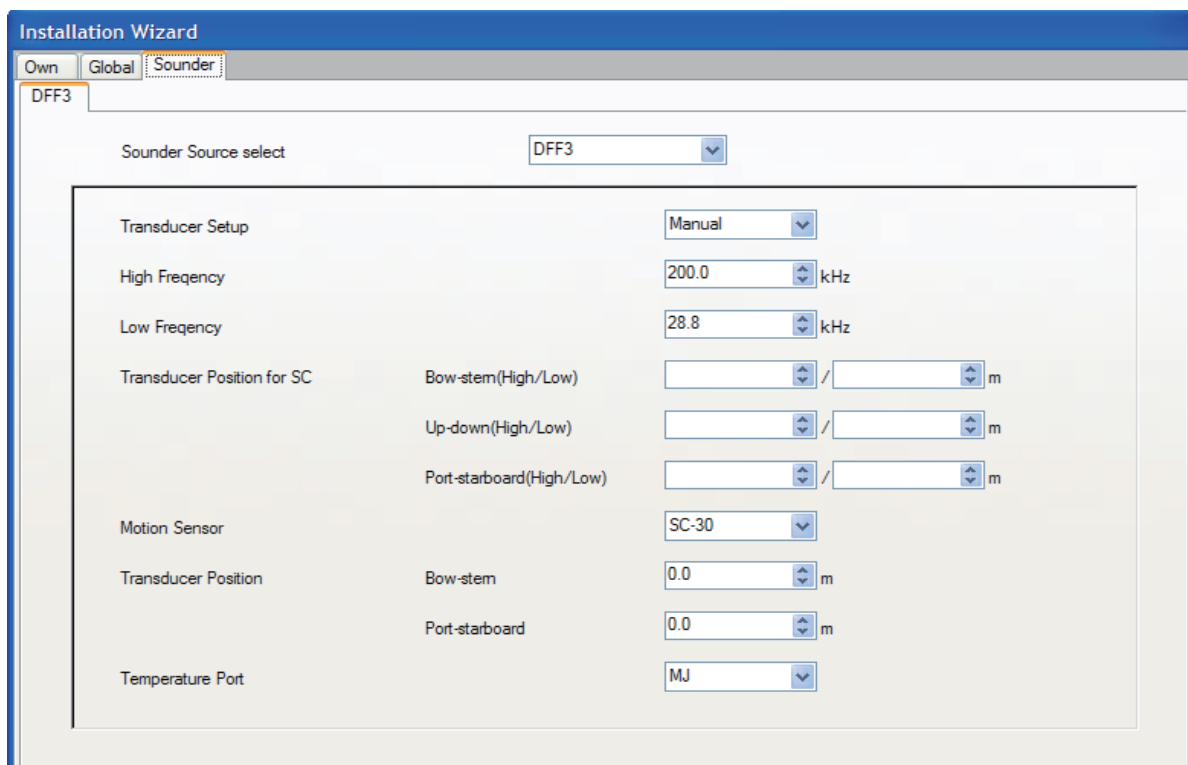 Installation Wizard
Own Global Sounder
DFF3
Sounder Source select DFF3
Transducer Setup Manual
High Freqency 200.0 kHz
Low Freqency 28.8 kHz
Transducer Position for SC Bow-stern(High/Low) / m
Up-down(High/Low) / m
Port-starboard(High/Low) / m
Motion Sensor SC-30
Transducer Position Bow-stern 0.0 m
Port-starboard 0.0 m
Temperature Port MJ